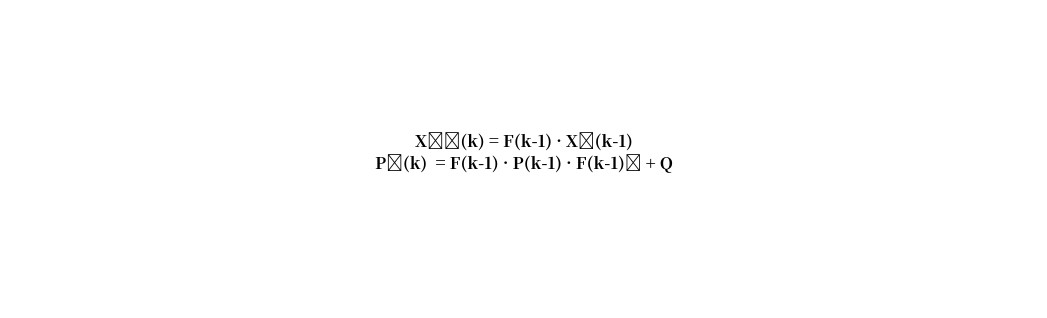 X␣␣(k) = F(k-1) · X␣(k-1)
P␣(k) = F(k-1) · P(k-1) · F(k-1)␣ + Q